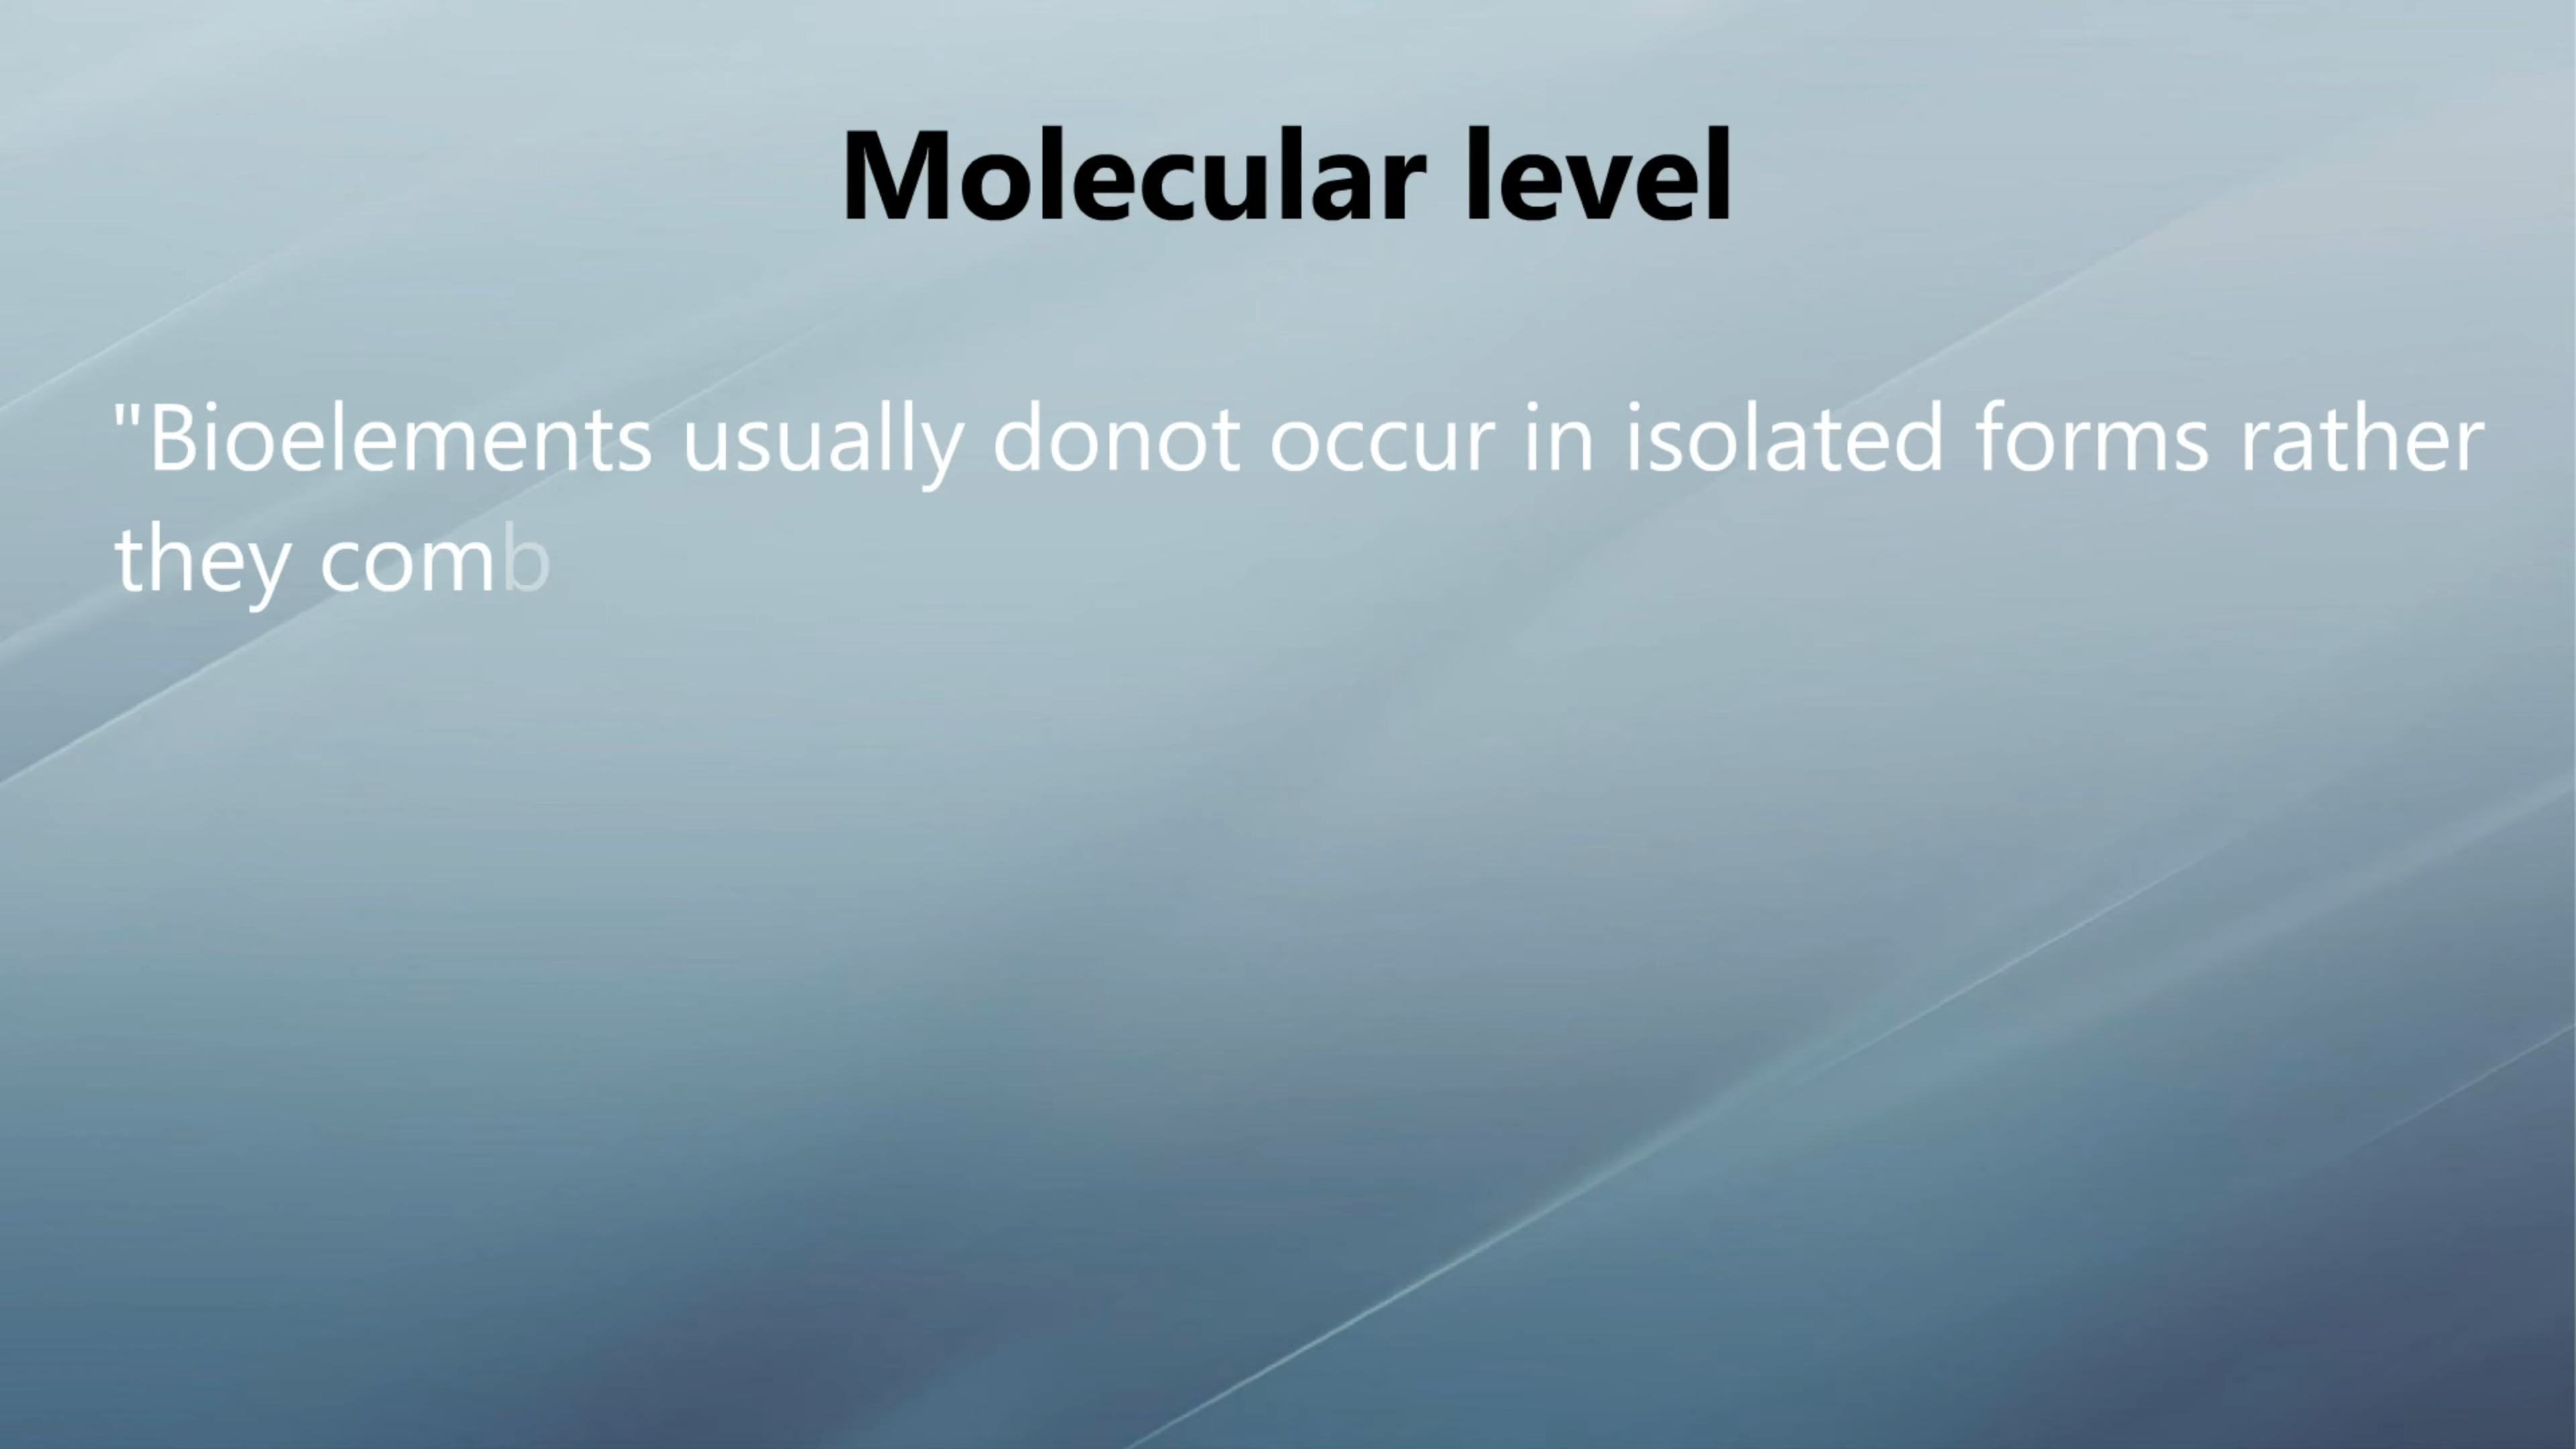 Molecular level
"Bioelements usually donot occur in isolated forms rather
they comb